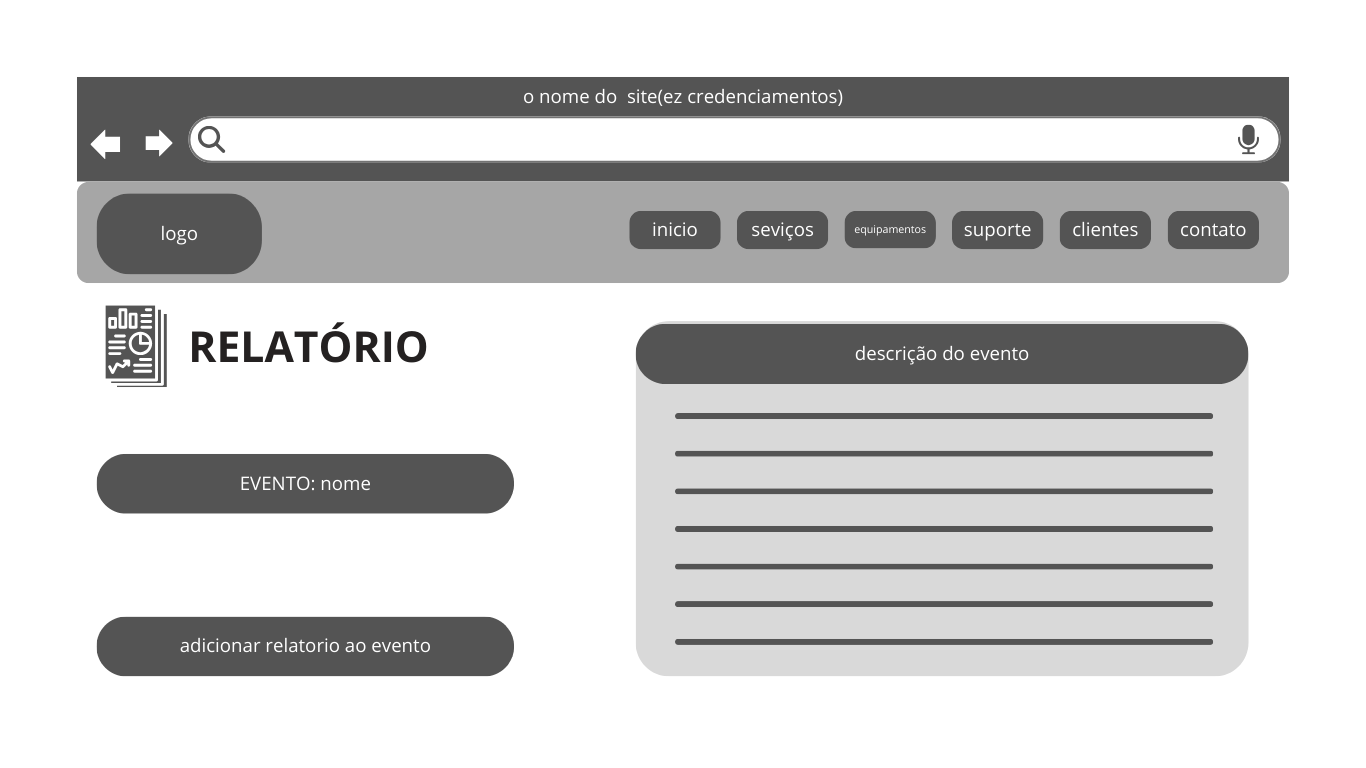 o nome do  site(ez credenciamentos)
logo
inicio
seviços
equipamentos
suporte
clientes
contato
RELATÓRIO
descrição do evento
EVENTO: nome
adicionar relatorio ao evento